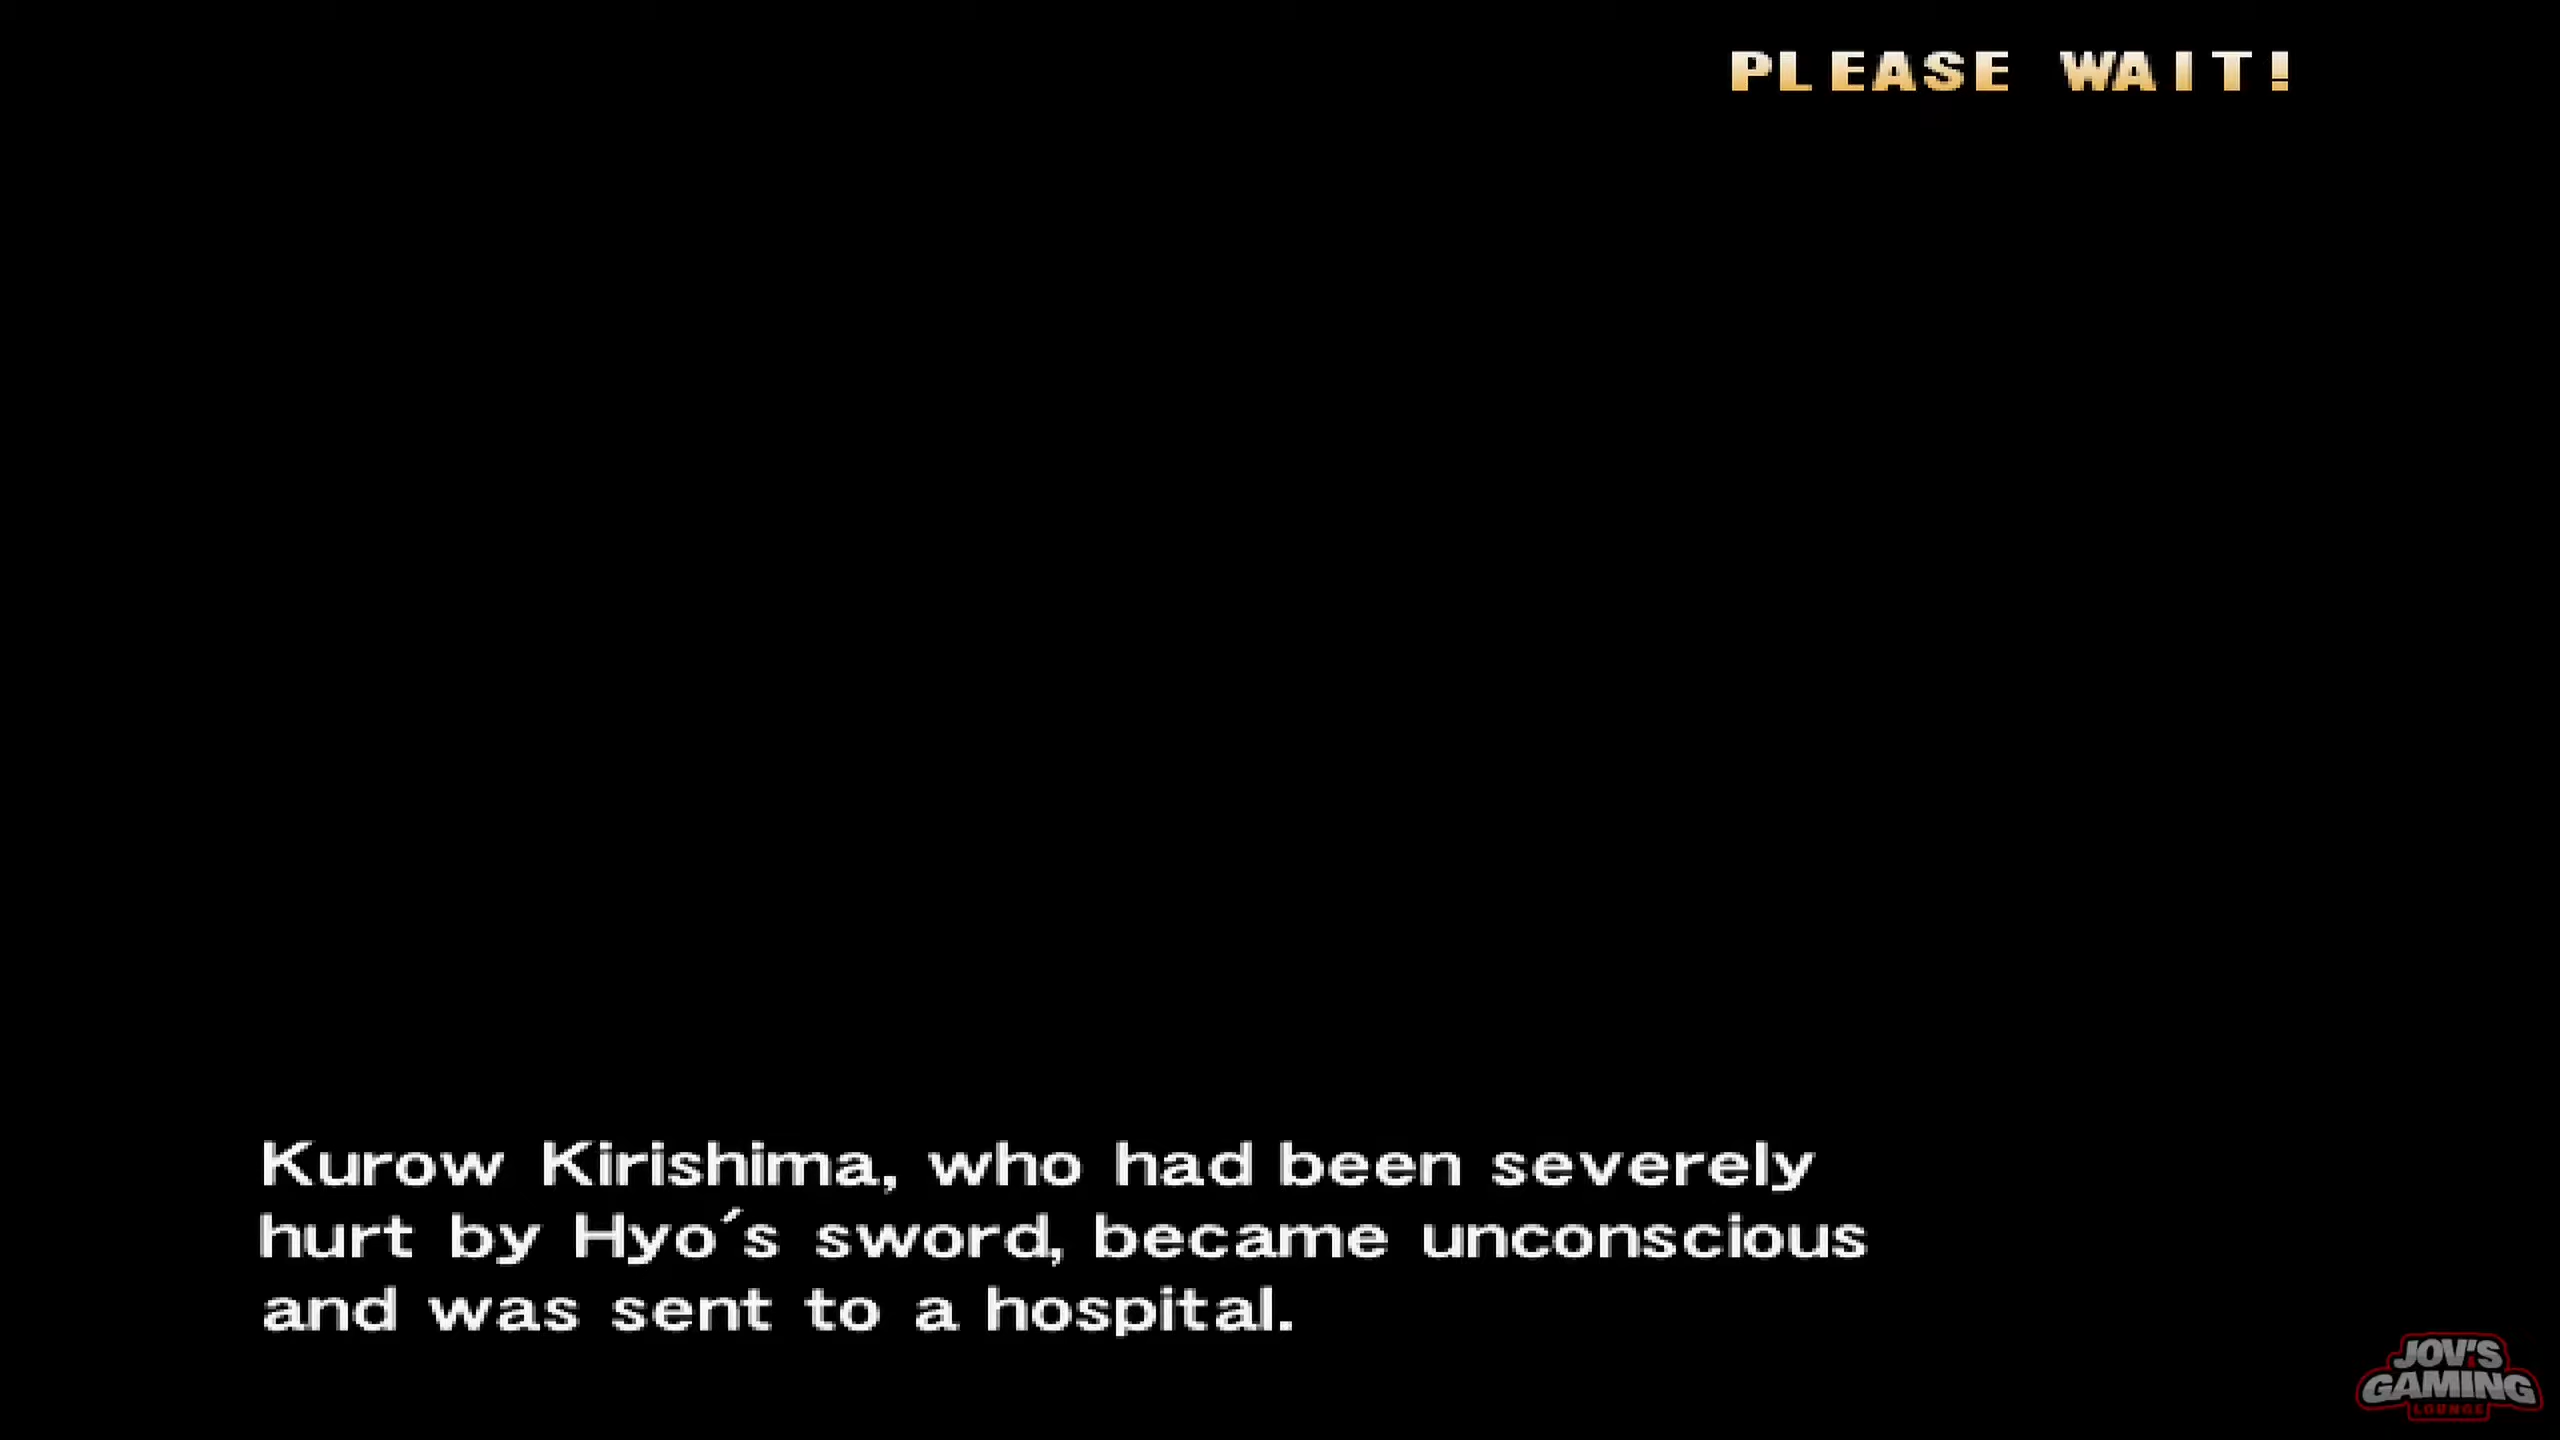 PLEASE WAIT!
Kurow Kirishima, who had been severely
hurt by Hyo´s sword, became unconscious
and was sent to a hospital.
JOV'S
GAMING
LOUNGE